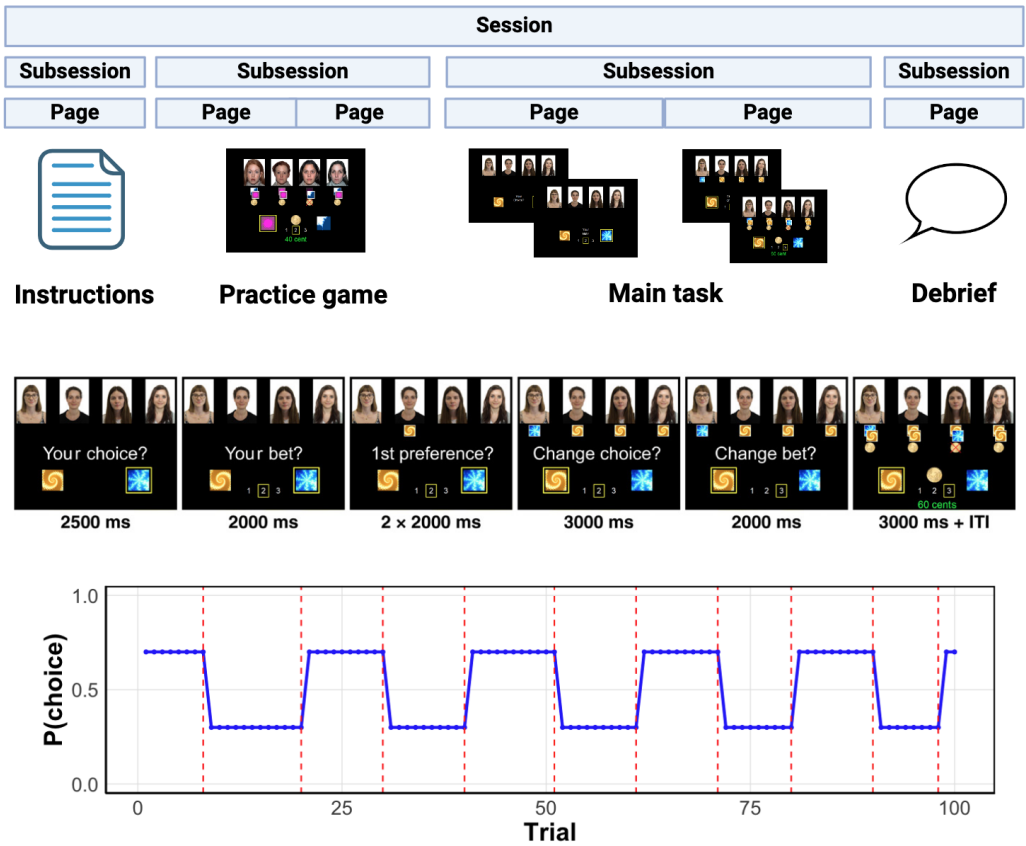 Session
Subsession Subsession Subsession Subsession
Page Page Page Page Page Page
1 2 3
40 cent
Instructions Practice game Main task Debrief
Your choice? Your bet? 1st preference? Change choice? Change bet?
1 2 3 1 2 3 1 2 3 1 2 3
60 cents
2500 ms 2000 ms 2 × 2000 ms 3000 ms 2000 ms 3000 ms + ITI
1.0
0.5
0.0
P(choice)
0 25 50 75 100
Trial